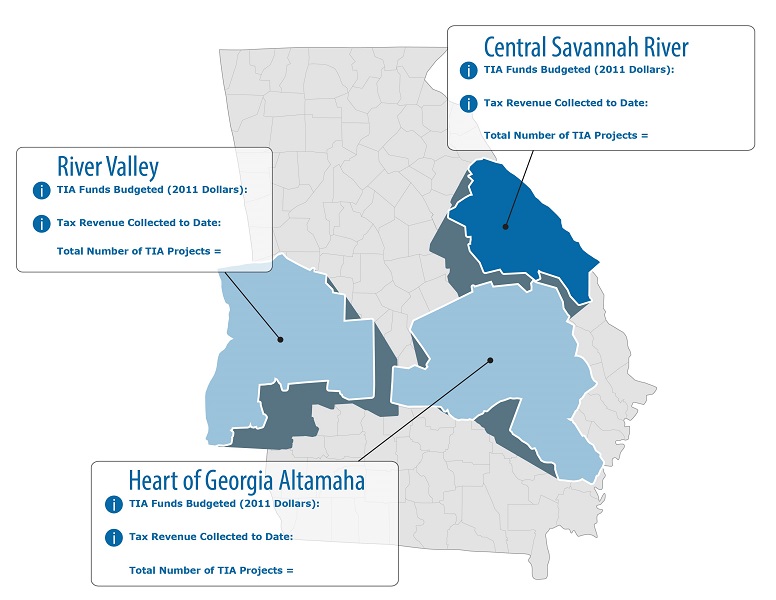 Central Savannah River
i TIA Funds Budgeted (2011 Dollars):
i Tax Revenue Collected to Date:
Total Number of TIA Projects =
River Valley
i TIA Funds Budgeted (2011 Dollars):
i Tax Revenue Collected to Date:
Total Number of TIA Projects =
Heart of Georgia Altamaha
i TIA Funds Budgeted (2011 Dollars):
i Tax Revenue Collected to Date:
Total Number of TIA Projects =